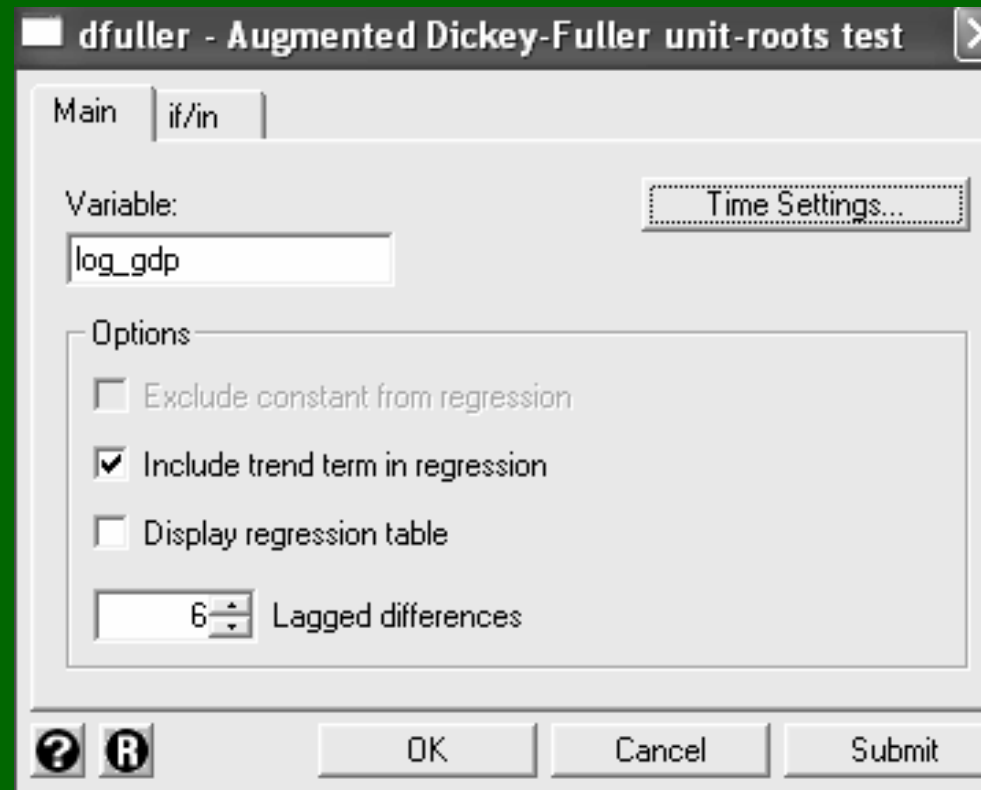 dfuller - Augmented Dickey-Fuller unit-roots test
Main if/in
Variable:
Time Settings...
log_gdp
Options
Exclude constant from regression
Include trend term in regression
Display regression table
6 Lagged differences
? R OK Cancel Submit